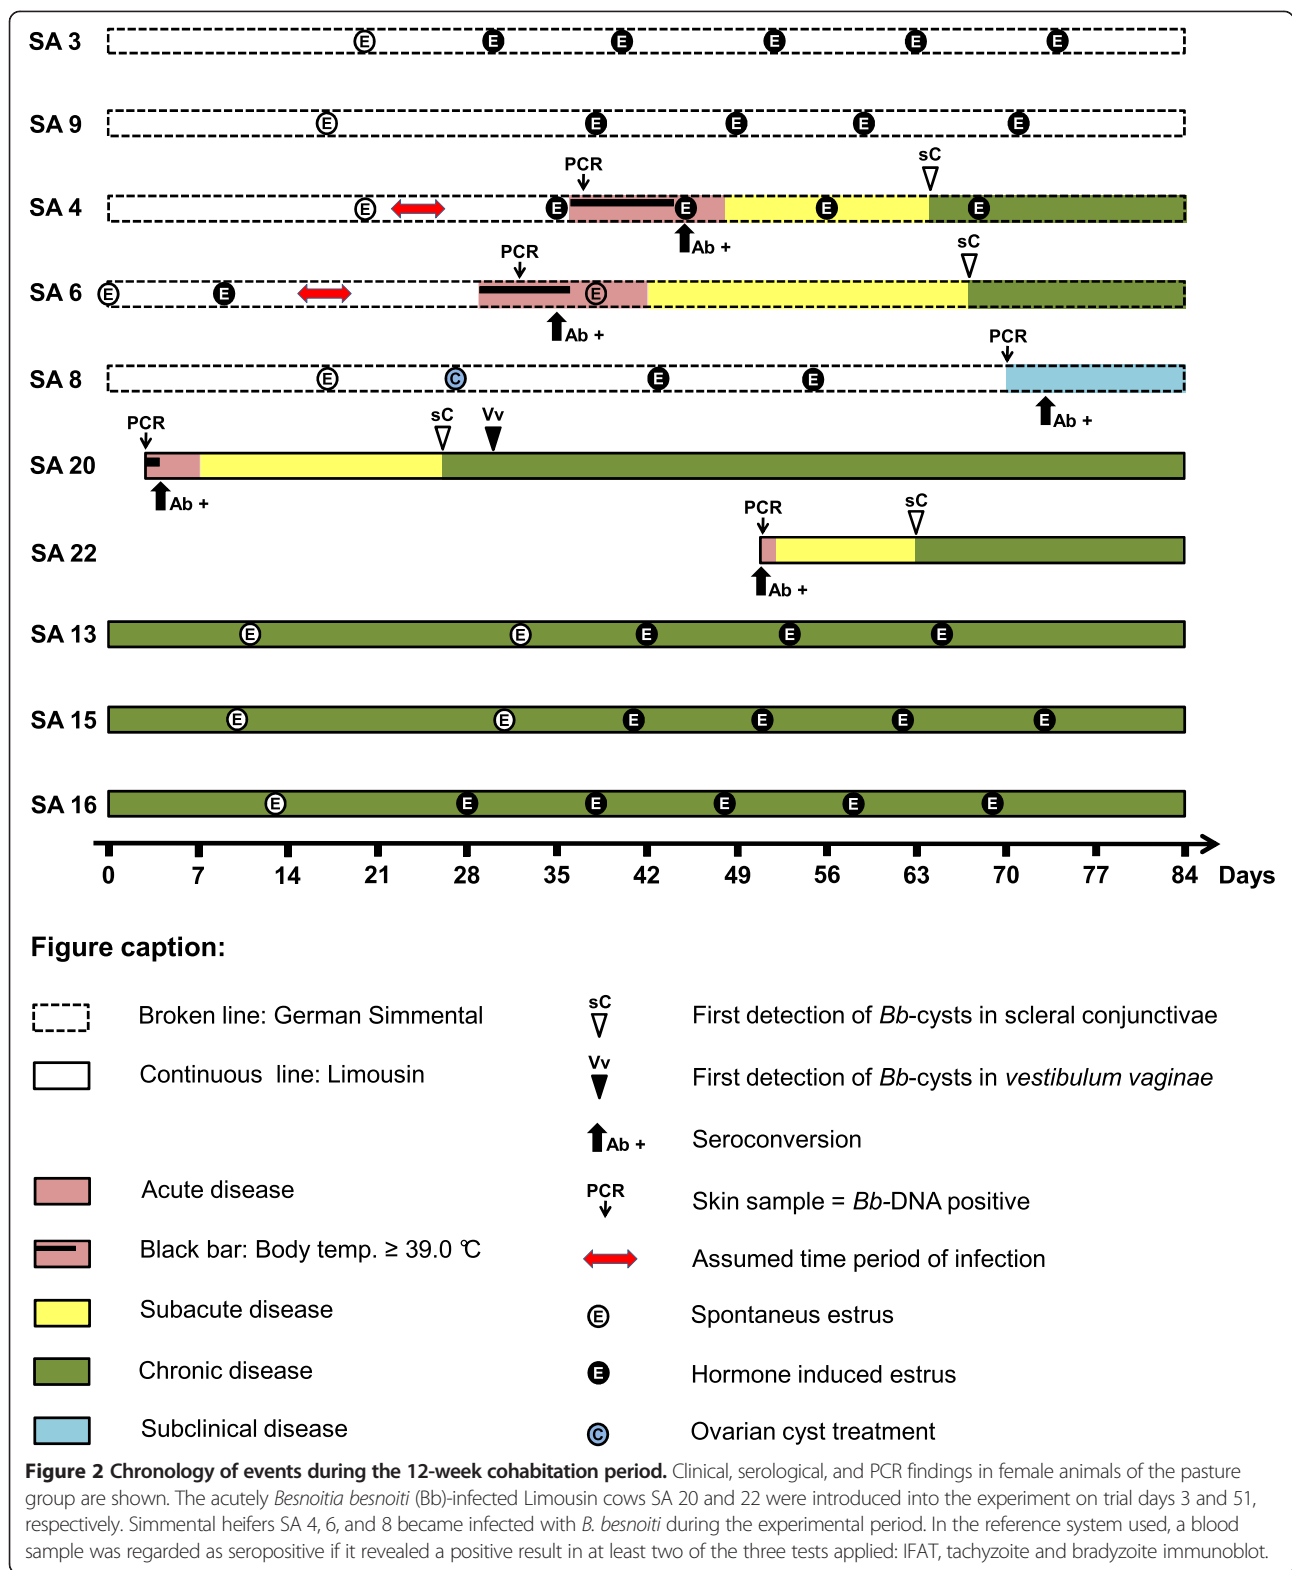 SA 3 E E E E E E
SA 9 E E E E E
PCR sC
SA 4 E E E E E
Ab +
PCR sC
SA 6 E E E
Ab +
PCR
SA 8 E C E E
Ab +
PCR sC Vv
SA 20
Ab +
PCR sC
SA 22
Ab +
SA 13 E E E E E
SA 15 E E E E E E
SA 16 E E E E E E
0 7 14 21 28 35 42 49 56 63 70 77 84 Days
Figure caption:
Broken line: German Simmental
Continuous line: Limousin
Acute disease
Black bar: Body temp. ≥ 39.0 °C
Subacute disease
Chronic disease
Subclinical disease
sC First detection of Bb-cysts in scleral conjunctivae
Vv First detection of Bb-cysts in vestibulum vaginae
Ab + Seroconversion
PCR Skin sample = Bb-DNA positive
Assumed time period of infection
E Spontaneus estrus
E Hormone induced estrus
C Ovarian cyst treatment
Figure 2 Chronology of events during the 12-week cohabitation period. Clinical, serological, and PCR findings in female animals of the pasture
group are shown. The acutely Besnoitia besnoiti (Bb)-infected Limousin cows SA 20 and 22 were introduced into the experiment on trial days 3 and 51,
respectively. Simmental heifers SA 4, 6, and 8 became infected with B. besnoiti during the experimental period. In the reference system used, a blood
sample was regarded as seropositive if it revealed a positive result in at least two of the three tests applied: IFAT, tachyzoite and bradyzoite immunoblot.